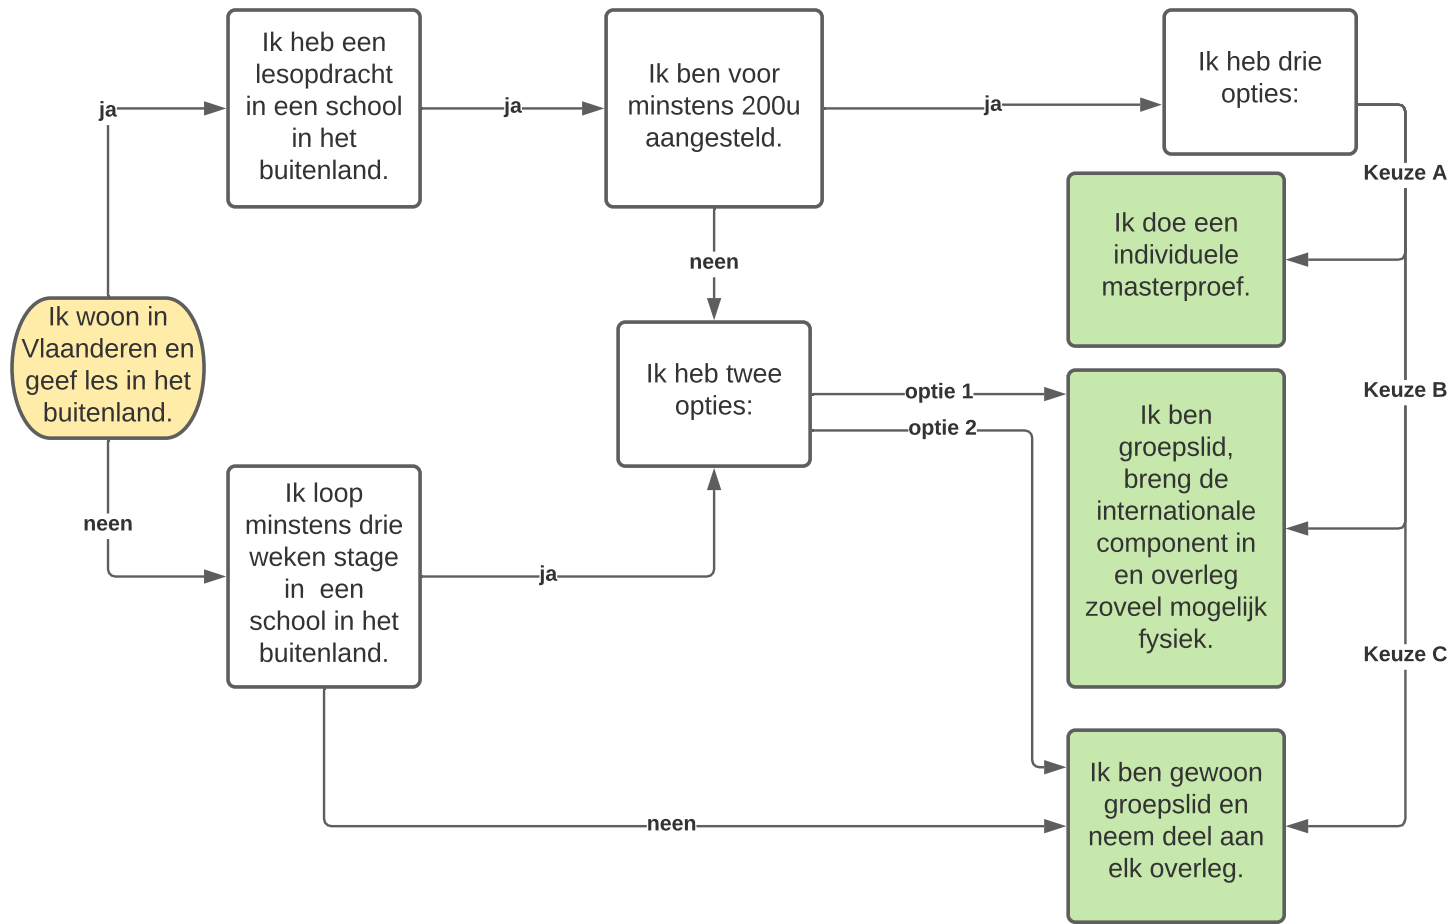 Ik heb een
lesopdracht
in een school
in het
buitenland.
ja
ja
Ik ben voor
minstens 200u
aangesteld.
ja
Ik heb drie
opties:
Keuze A
Ik doe een
individuele
masterproef.
neen
Ik woon in
Vlaanderen en
geef les in het
buitenland.
Ik heb twee
opties:
optie 1
optie 2
Keuze B
Ik ben
groepslid,
breng de
internationale
component in
en overleg
zoveel mogelijk
fysiek.
neen
Ik loop
minstens drie
weken stage
in  een
school in het
buitenland.
ja
Keuze C
neen
Ik ben gewoon
groepslid en
neem deel aan
elk overleg.